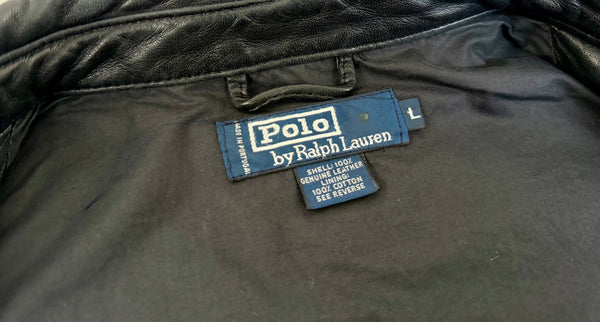 MADE IN PORTUGAL
Polo
by Ralph Lauren
L
SHELL: 100%
GENUINE LEATHER
LINING:
100% COTTON
SEE REVERSE